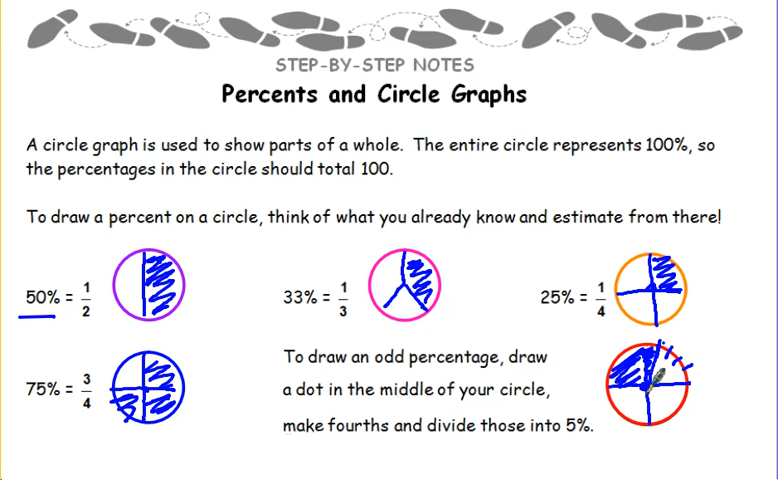 STEP-BY-STEP NOTES
Percents and Circle Graphs
A circle graph is used to show parts of a whole. The entire circle represents 100%, so
the percentages in the circle should total 100.
To draw a percent on a circle, think of what you already know and estimate from there!
50% = 1/2
33% = 1/3
25% = 1/4
75% = 3/4
To draw an odd percentage, draw
a dot in the middle of your circle,
make fourths and divide those into 5%.